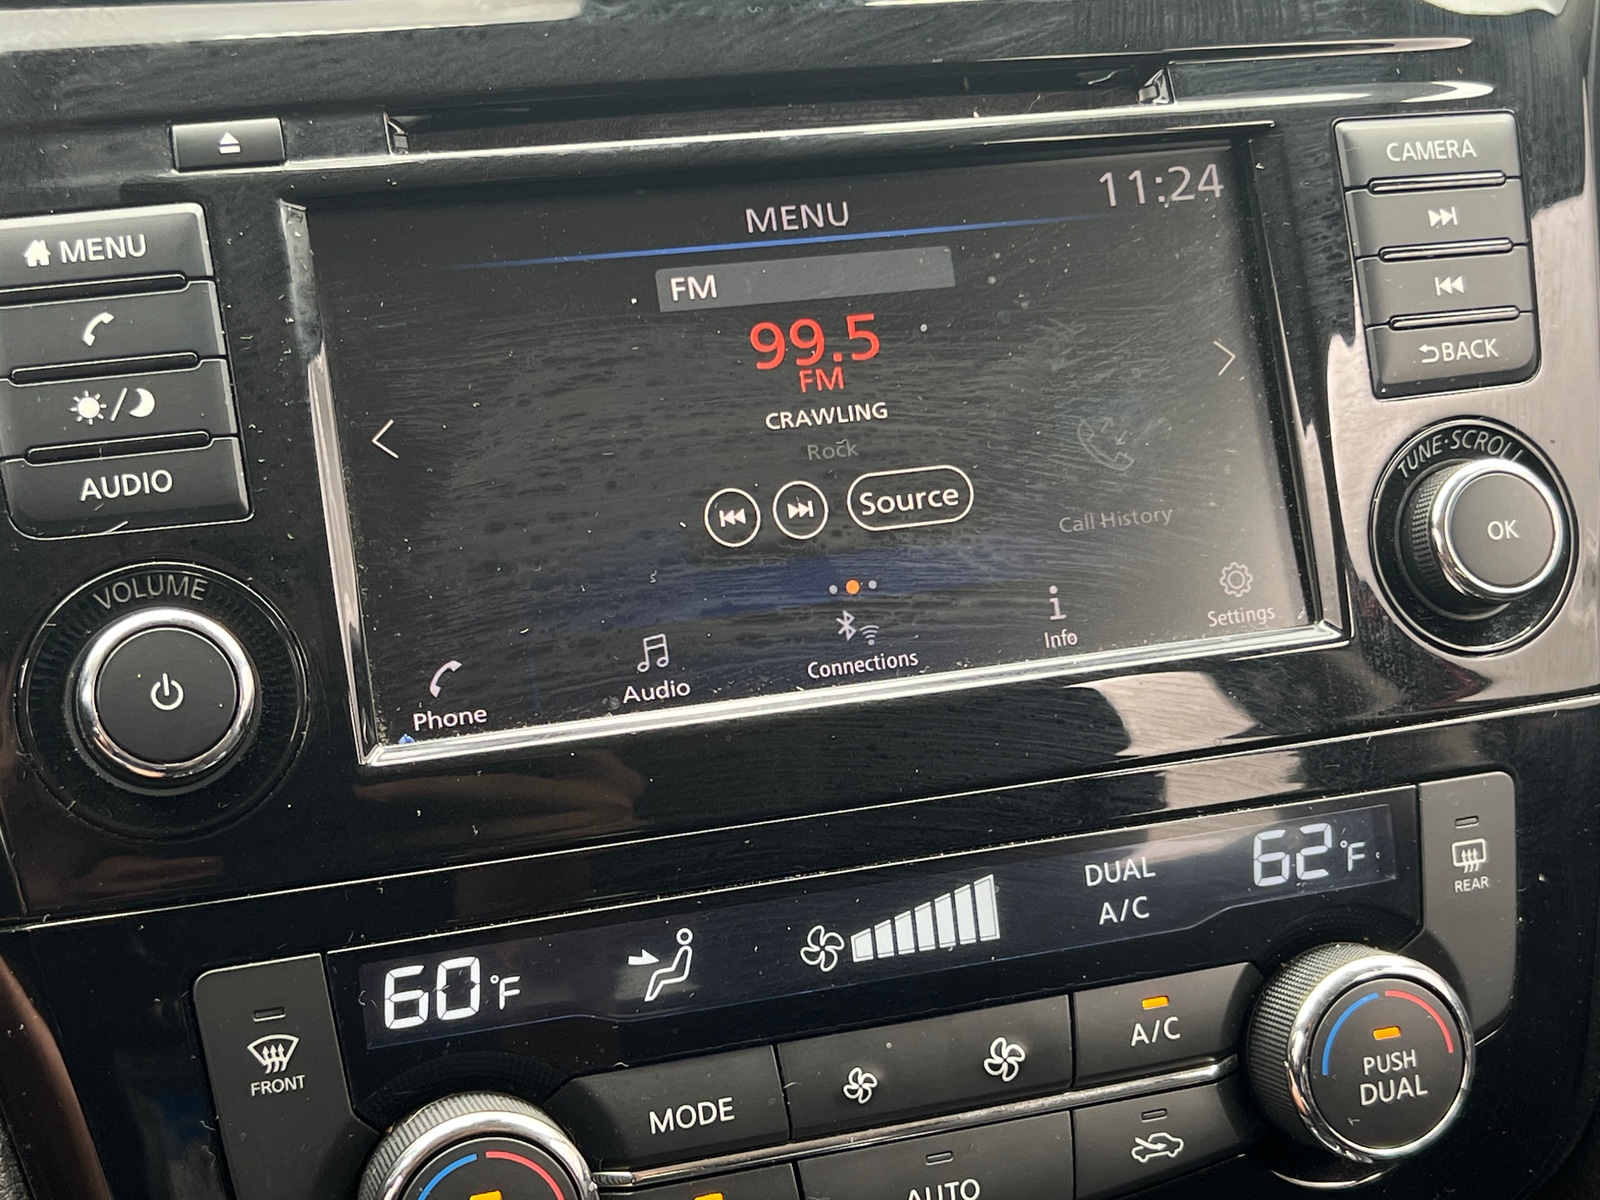 CAMERA
MENU
11:24
MENU
FM
99.5
FM
CRAWLING
Rock
Source
Call History
BACK
TUNE·SCROLL
OK
AUDIO
VOLUME
Phone
Audio
Connections
Info
Settings
60°F
DUAL
A/C
62°F
REAR
FRONT
MODE
A/C
PUSH
DUAL
AUTO